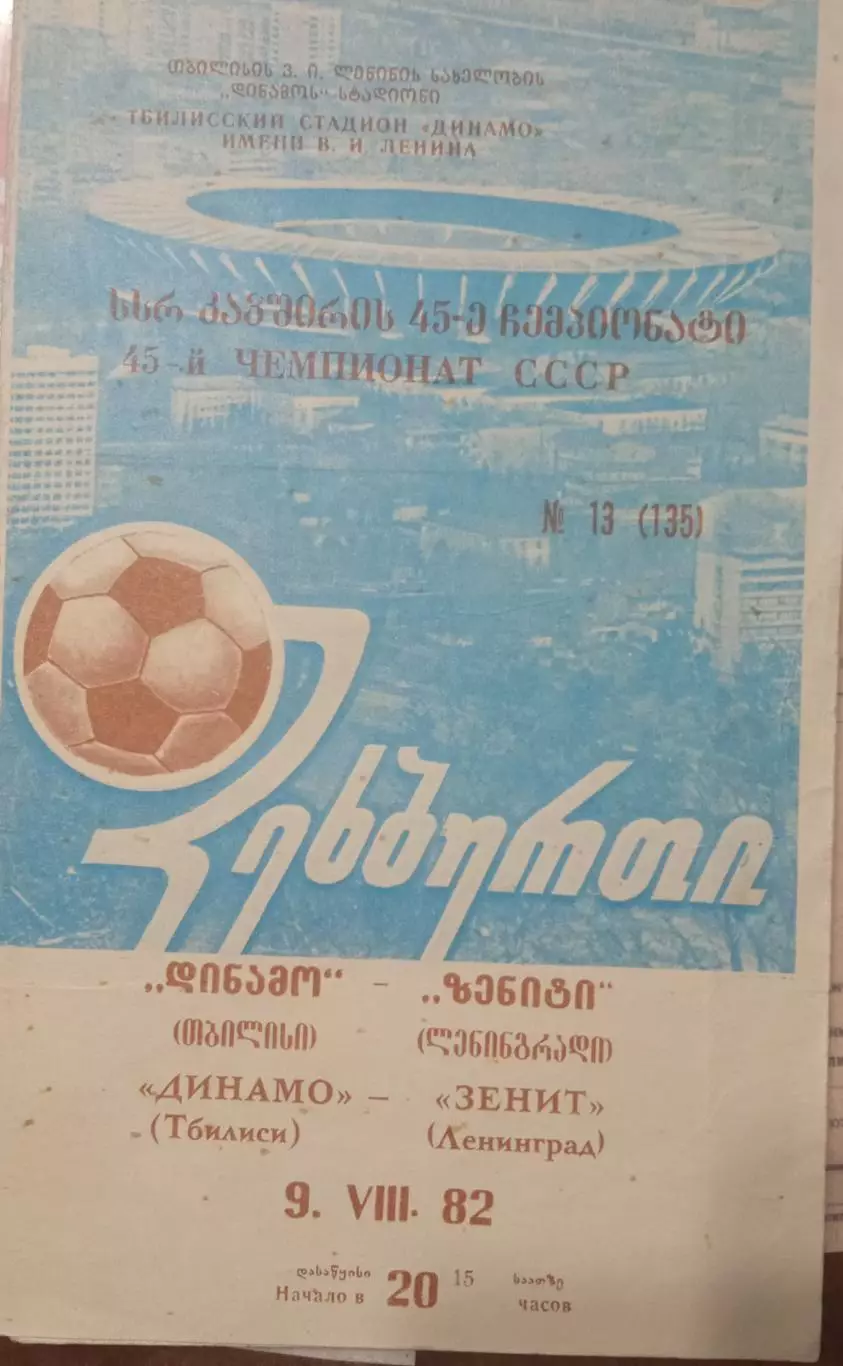 თბილისის ვ. ი. ლენინის სახელობის
„დინამოს“ სტადიონი
ТБИЛИССКИЙ СТАДИОН «ДИНАМО»
ИМЕНИ В. И. ЛЕНИНА
სსრ კავშირის 45-ე ჩემპიონატი
45-й ЧЕМПИОНАТ СССР
№ 13 (135)
ფეხბურთი
„დინამო“ - „ზენიტი“
(თბილისი) (ლენინგრადი)
«ДИНАМО» – «ЗЕНИТ»
(Тбилиси) (Ленинград)
9. VIII. 82
დასაწყისი 20 15 საათზე
Начало в часов